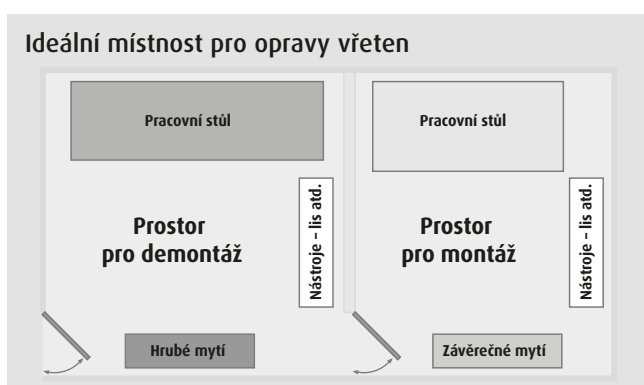 Ideální místnost pro opravy vřeten
Pracovní stůl
Nástroje – lis atd.
Prostor
pro demontáž
Hrubé mytí
Pracovní stůl
Nástroje – lis atd.
Prostor
pro montáž
Závěrečné mytí